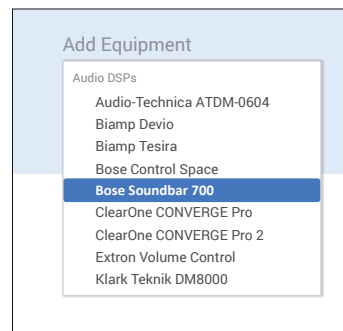 Add Equipment
Audio DSPs
Audio-Technica ATDM-0604
Biamp Devio
Biamp Tesira
Bose Control Space
Bose Soundbar 700
ClearOne CONVERGE Pro
ClearOne CONVERGE Pro 2
Extron Volume Control
Klark Teknik DM8000